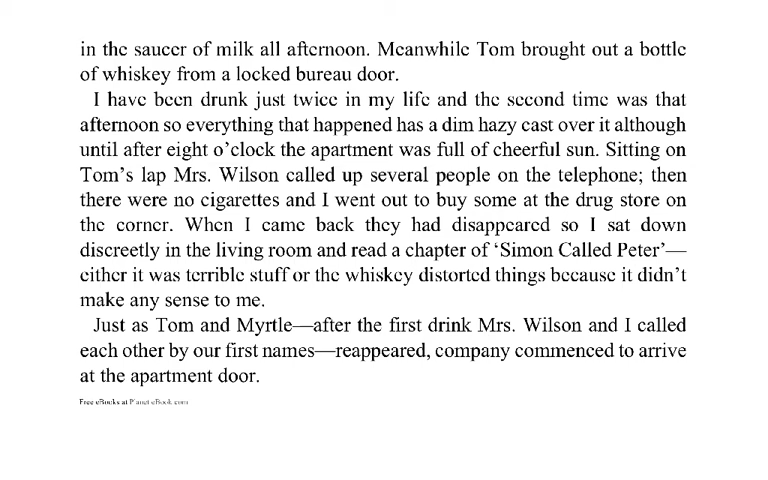 in the saucer of milk all afternoon. Meanwhile Tom brought out a bottle
of whiskey from a locked bureau door.
I have been drunk just twice in my life and the second time was that
afternoon so everything that happened has a dim hazy cast over it although
until after eight o’clock the apartment was full of cheerful sun. Sitting on
Tom’s lap Mrs. Wilson called up several people on the telephone; then
there were no cigarettes and I went out to buy some at the drug store on
the corner. When I came back they had disappeared so I sat down
discreetly in the living room and read a chapter of ‘Simon Called Peter’—
either it was terrible stuff or the whiskey distorted things because it didn’t
make any sense to me.
Just as Tom and Myrtle—after the first drink Mrs. Wilson and I called
each other by our first names—reappeared, company commenced to arrive
at the apartment door.
Free eBooks at Planet eBook.com